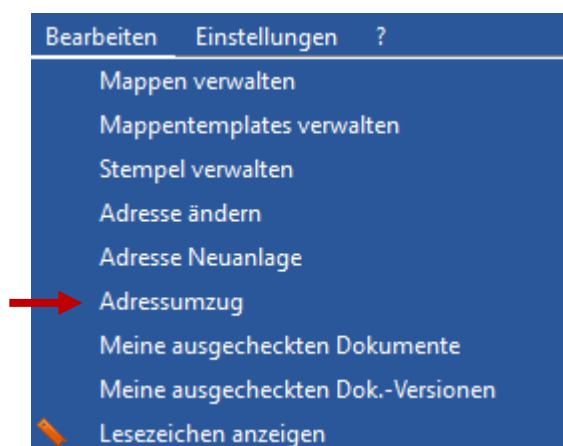 Bearbeiten Einstellungen ?
Mappen verwalten
Mappentemplates verwalten
Stempel verwalten
Adresse ändern
Adresse Neuanlage
Adressumzug
Meine ausgecheckten Dokumente
Meine ausgecheckten Dok.-Versionen
Lesezeichen anzeigen